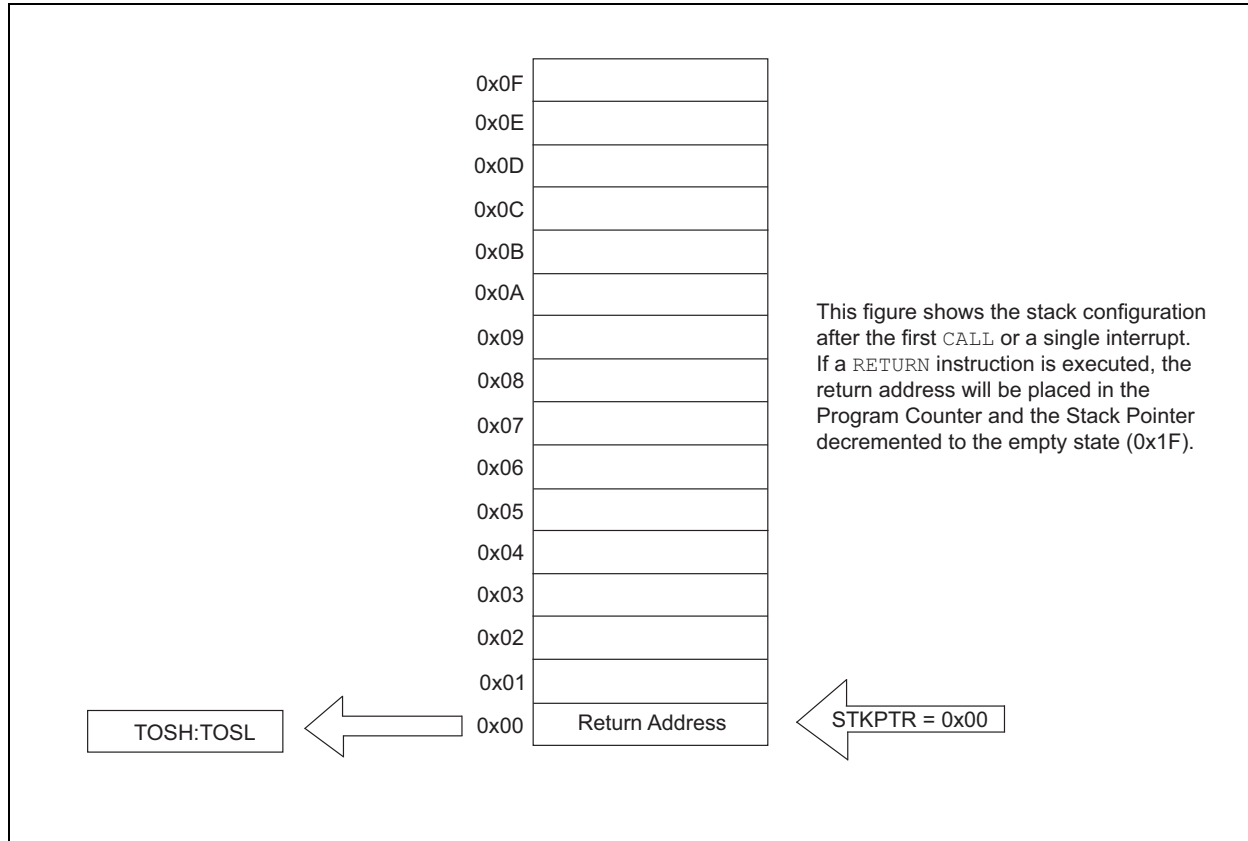 0x0F
0x0E
0x0D
0x0C
0x0B
0x0A
0x09
0x08
0x07
0x06
0x05
0x04
0x03
0x02
0x01
0x00
Return Address
TOSH:TOSL
STKPTR = 0x00
This figure shows the stack configuration
after the first CALL or a single interrupt.
If a RETURN instruction is executed, the
return address will be placed in the
Program Counter and the Stack Pointer
decremented to the empty state (0x1F).